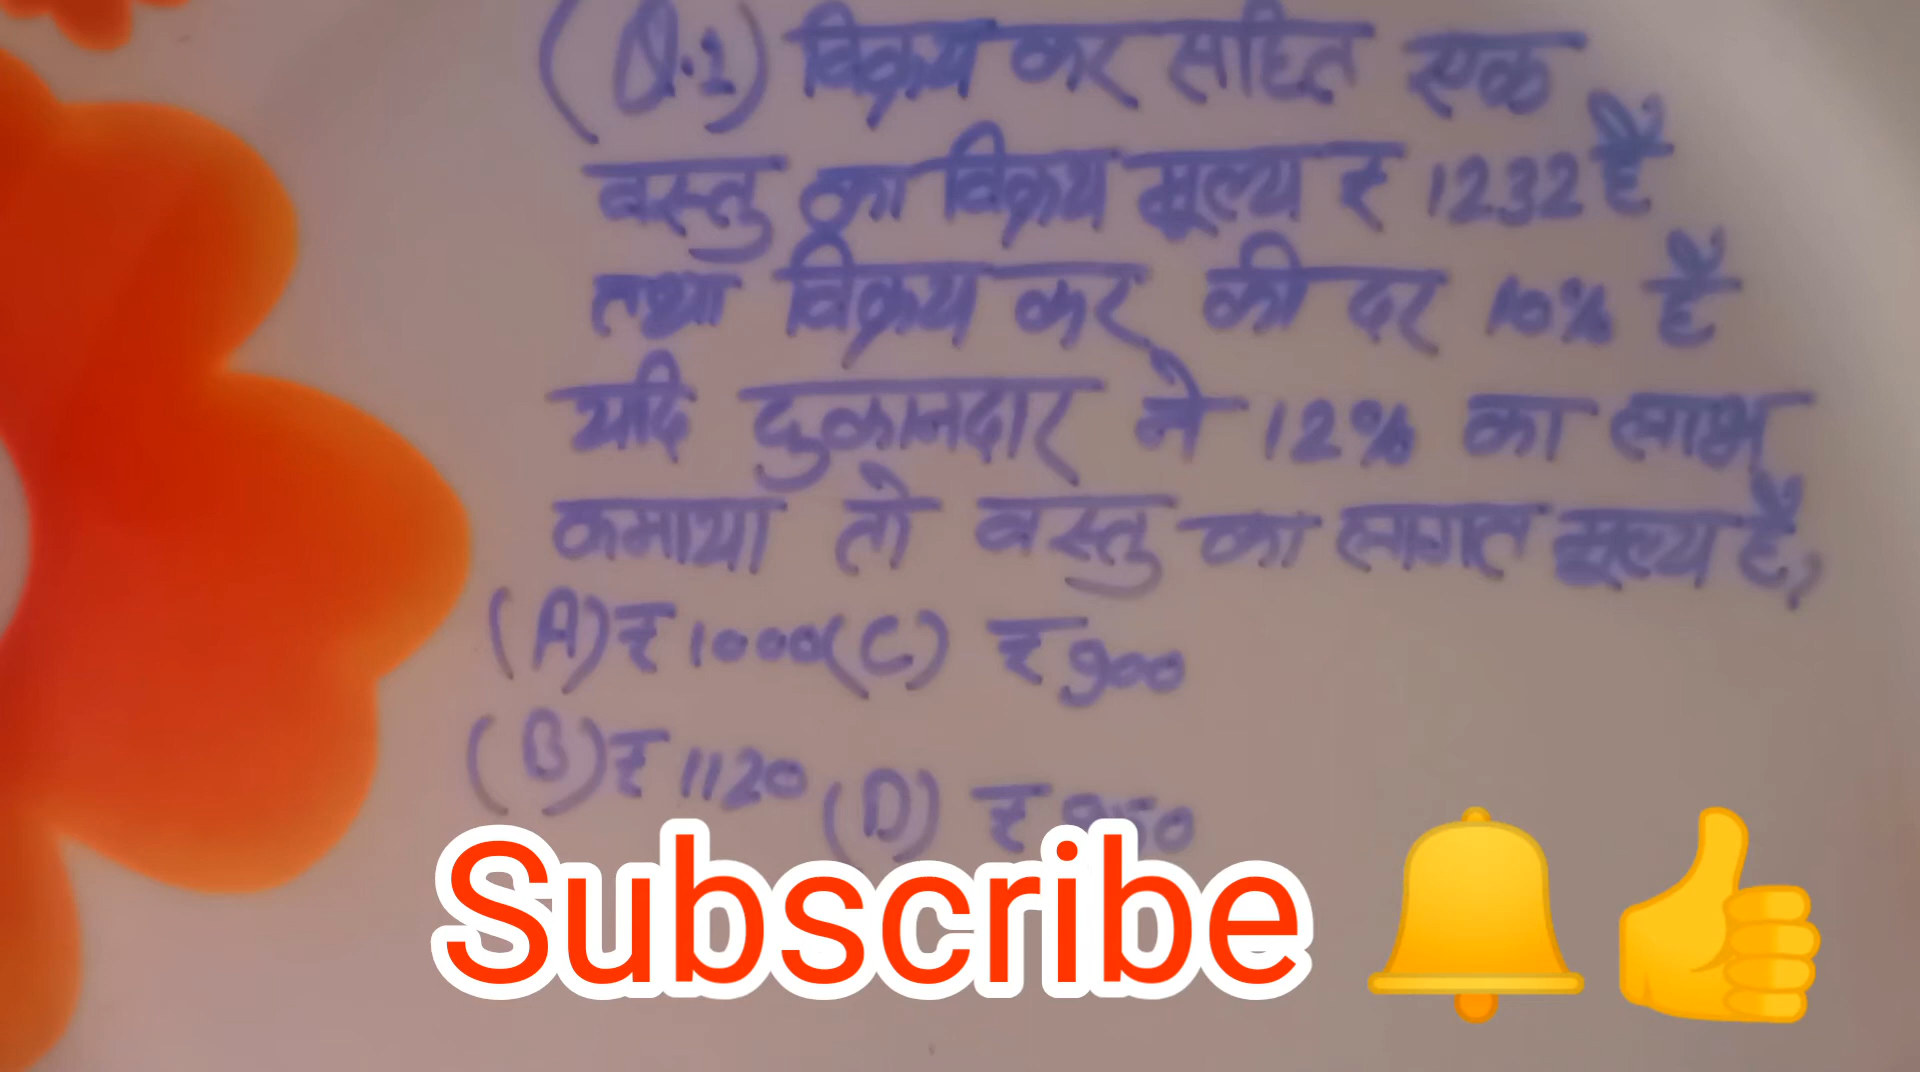 (Q.1) विक्रय कर सहित एक
वस्तु का विक्रय मूल्य ₹ 1232 है
तथा विक्रय कर की दर 10% है
यदि दुकानदार ने 12% का लाभ
कमाया तो वस्तु का लागत मूल्य है,
(A) ₹ 1000 (C) ₹ 900
(B) ₹ 1120 (D) ₹ 950
Subscribe